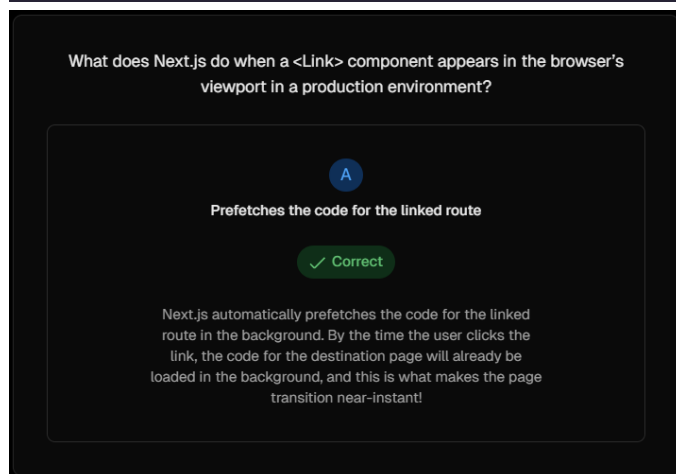 What does Next.js do when a <Link> component appears in the browser’s
viewport in a production environment?
A
Prefetches the code for the linked route
Correct
Next.js automatically prefetches the code for the linked
route in the background. By the time the user clicks the
link, the code for the destination page will already be
loaded in the background, and this is what makes the page
transition near-instant!